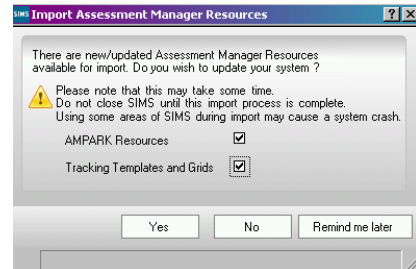 SIMS Import Assessment Manager Resources ? X
There are new/updated Assessment Manager Resources
available for import. Do you wish to update your system ?
Please note that this may take some time.
Do not close SIMS until this import process is complete.
Using some areas of SIMS during import may cause a system crash.
AMPARK Resources
Tracking Templates and Grids
Yes No Remind me later